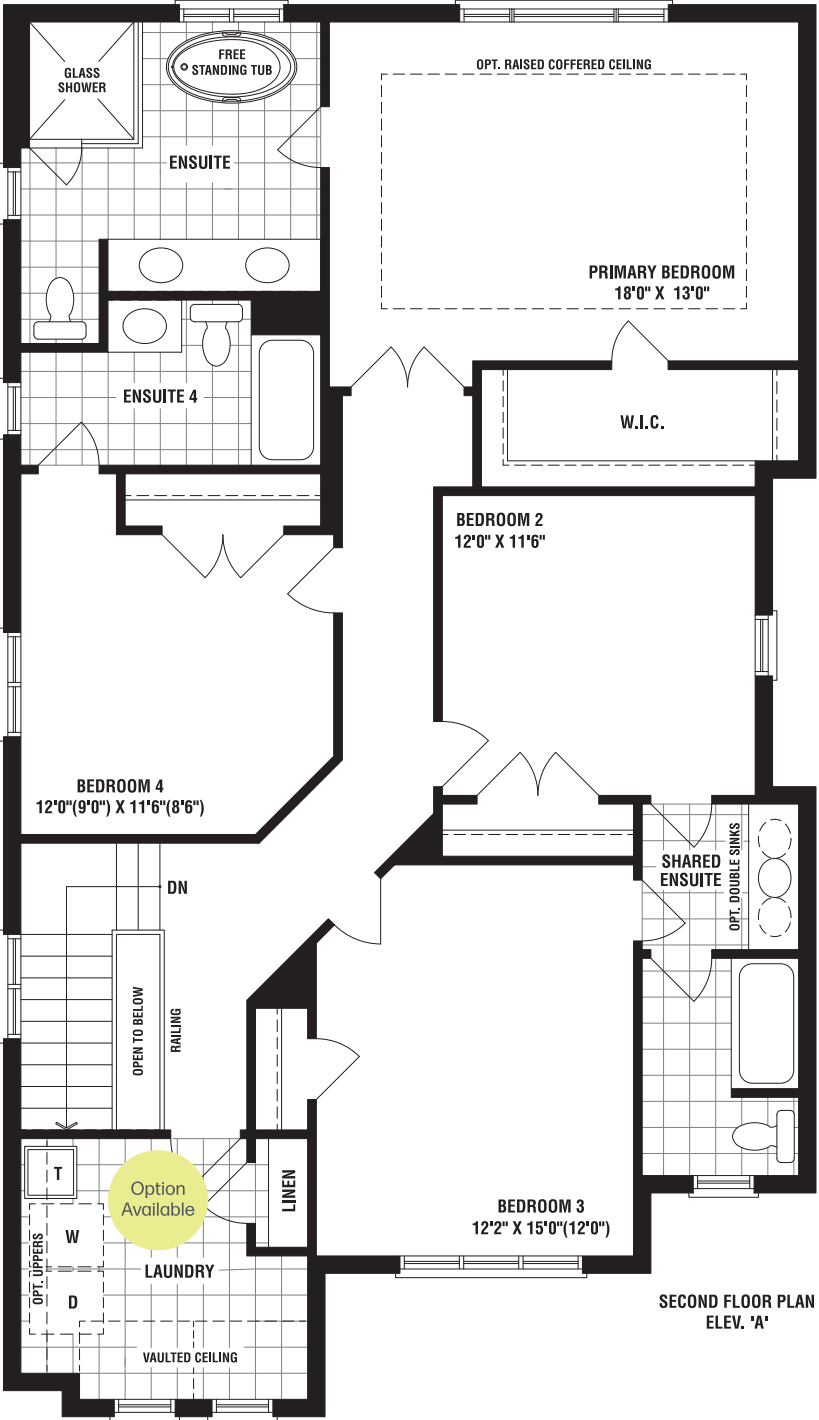 GLASS
SHOWER
FREE
STANDING TUB
OPT. RAISED COFFERED CEILING
ENSUITE
PRIMARY BEDROOM
18'0" X 13'0"
ENSUITE 4
W.I.C.
BEDROOM 2
12'0" X 11'6"
BEDROOM 4
12'0"(9'0") X 11'6"(8'6")
SHARED
ENSUITE
OPT. DOUBLE SINKS
DN
OPEN TO BELOW
RAILING
T
Option
Available
LINEN
W
OPT. UPPERS
D
LAUNDRY
BEDROOM 3
12'2" X 15'0"(12'0")
VAULTED CEILING
SECOND FLOOR PLAN
ELEV. 'A'